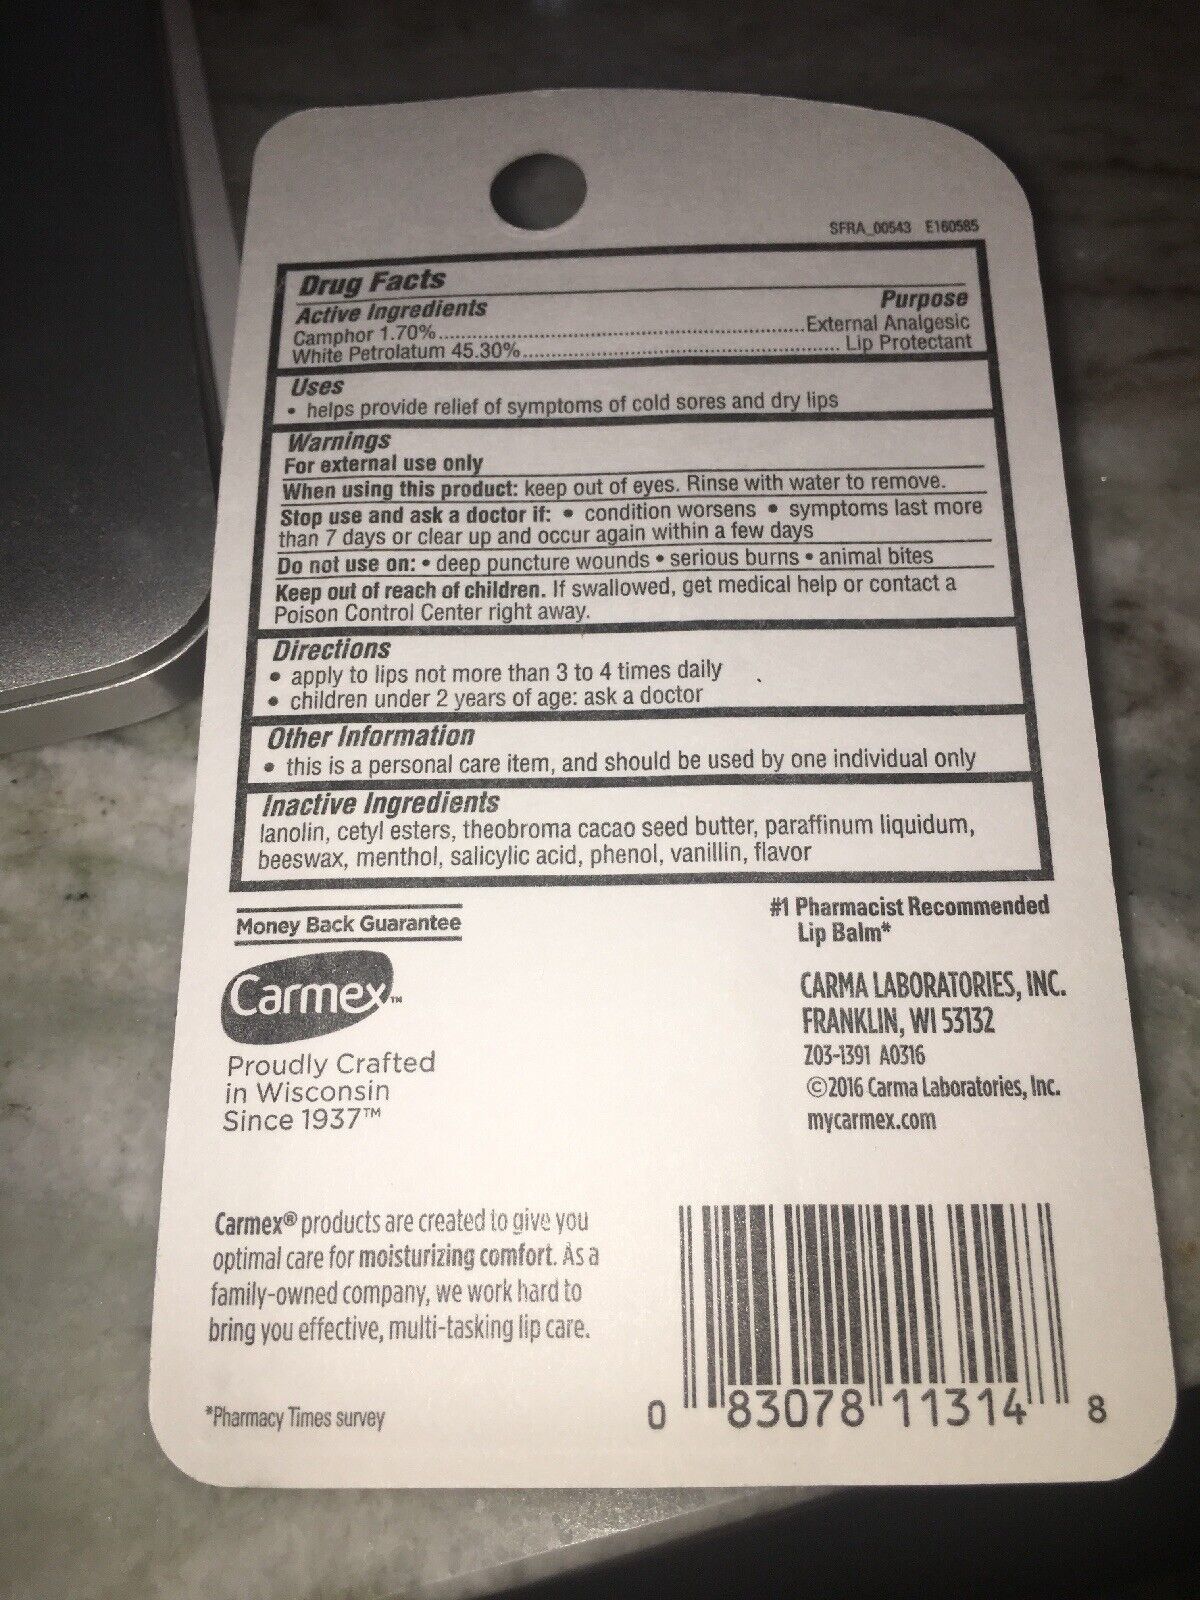 SFRA_00543 E160585
Drug Facts
Active Ingredients Purpose
Camphor 1.70%...External Analgesic
White Petrolatum 45.30%... Lip Protectant
Uses
• helps provide relief of symptoms of cold sores and dry lips
Warnings
For external use only
When using this product: keep out of eyes. Rinse with water to remove.
Stop use and ask a doctor if: • condition worsens • symptoms last more
than 7 days or clear up and occur again within a few days
Do not use on: • deep puncture wounds • serious burns • animal bites
Keep out of reach of children. If swallowed, get medical help or contact a
Poison Control Center right away.
Directions
• apply to lips not more than 3 to 4 times daily
• children under 2 years of age: ask a doctor
Other Information
• this is a personal care item, and should be used by one individual only
Inactive Ingredients
lanolin, cetyl esters, theobroma cacao seed butter, paraffinum liquidum,
beeswax, menthol, salicylic acid, phenol, vanillin, flavor
Money Back Guarantee
Carmex™
Proudly Crafted
in Wisconsin
Since 1937™
#1 Pharmacist Recommended
Lip Balm*
CARMA LABORATORIES, INC.
FRANKLIN, WI 53132
Z03-1391 A0316
©2016 Carma Laboratories, Inc.
mycarmex.com
Carmex® products are created to give you
optimal care for moisturizing comfort. As a
family-owned company, we work hard to
bring you effective, multi-tasking lip care.
*Pharmacy Times survey
0 83078 11314 8